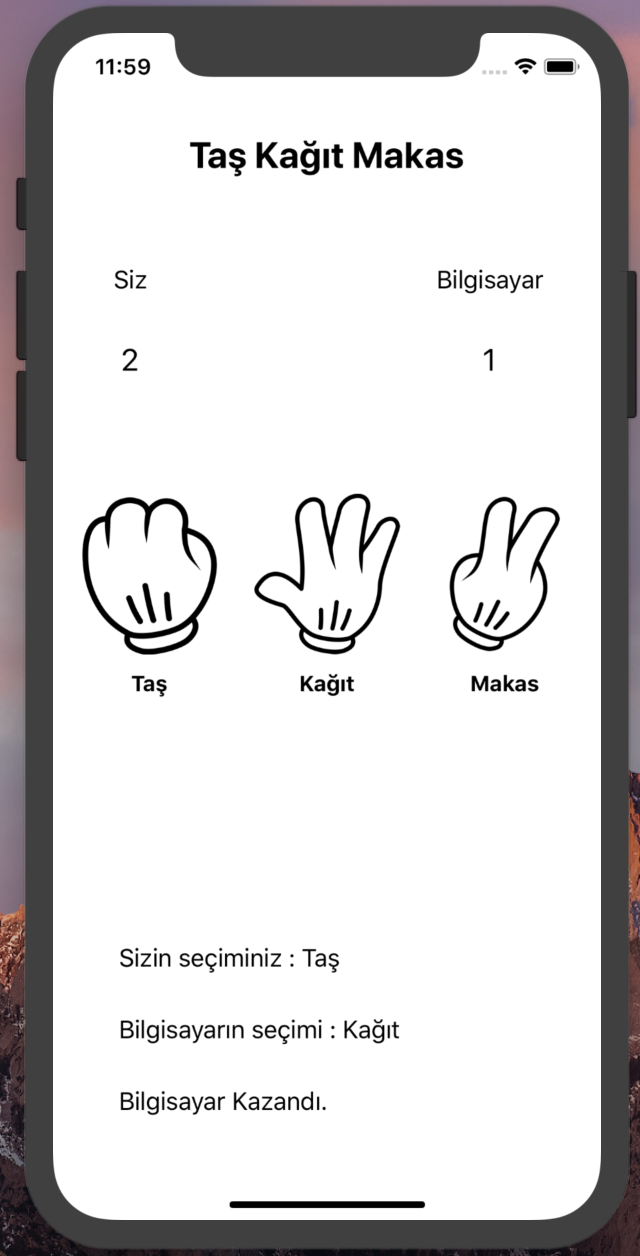 11:59
Taş Kağıt Makas
Siz Bilgisayar
2 1
Taş Kağıt Makas
Sizin seçiminiz : Taş
Bilgisayarın seçimi : Kağıt
Bilgisayar Kazandı.